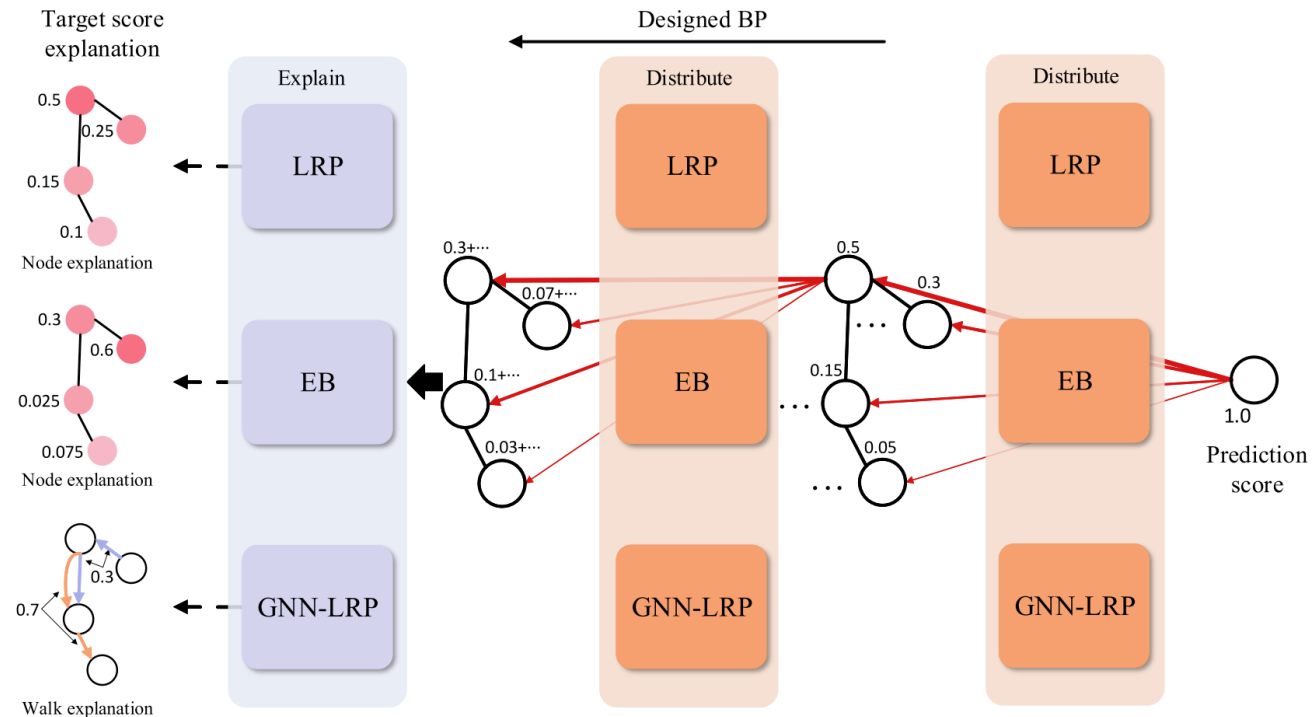 Target score
explanation
Designed BP
Explain
Distribute
Distribute
0.5
0.25
0.15
0.1
Node explanation
LRP
LRP
LRP
0.3+···
0.07+···
0.1+···
0.03+···
0.5
0.3
···
0.15
···
0.05
···
1.0
Prediction
score
0.3
0.6
0.025
0.075
Node explanation
EB
EB
EB
0.3
0.7
Walk explanation
GNN-LRP
GNN-LRP
GNN-LRP